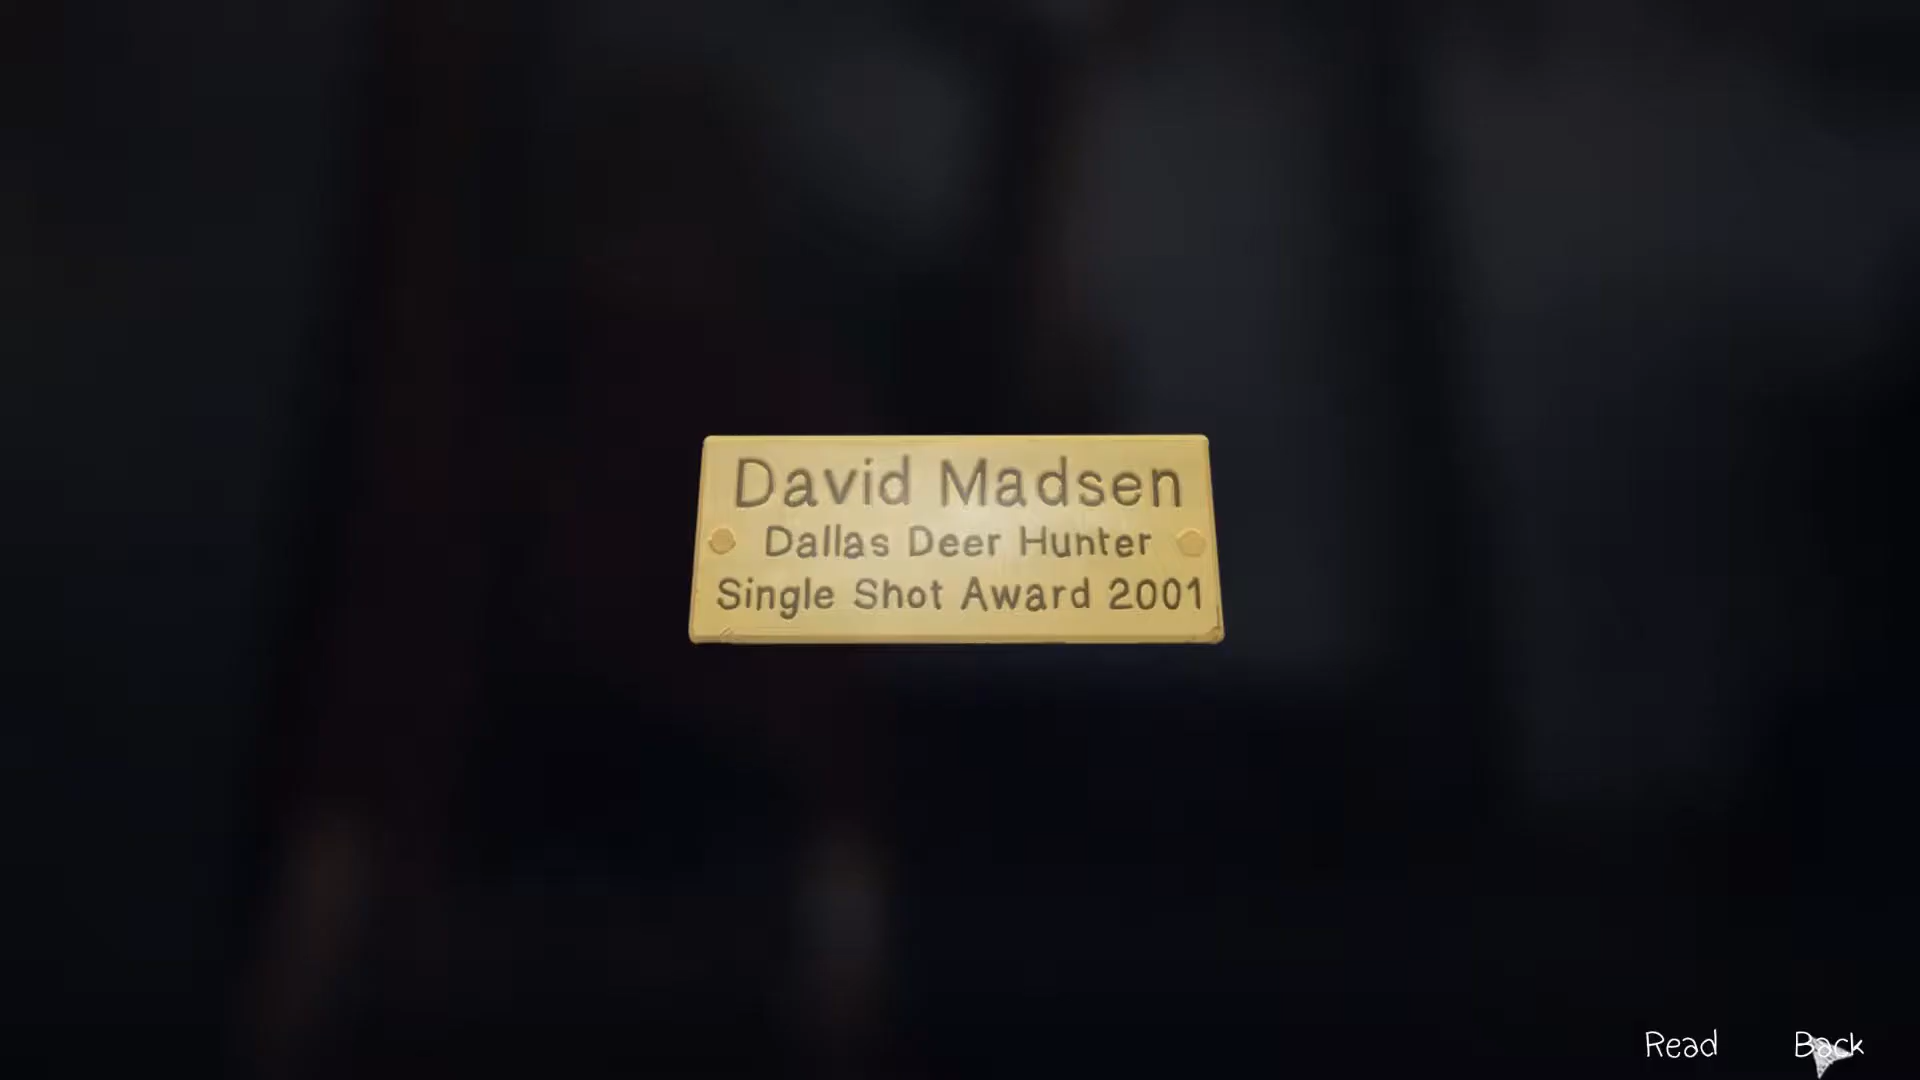 David Madsen
Dallas Deer Hunter
Single Shot Award 2001
Read
Back